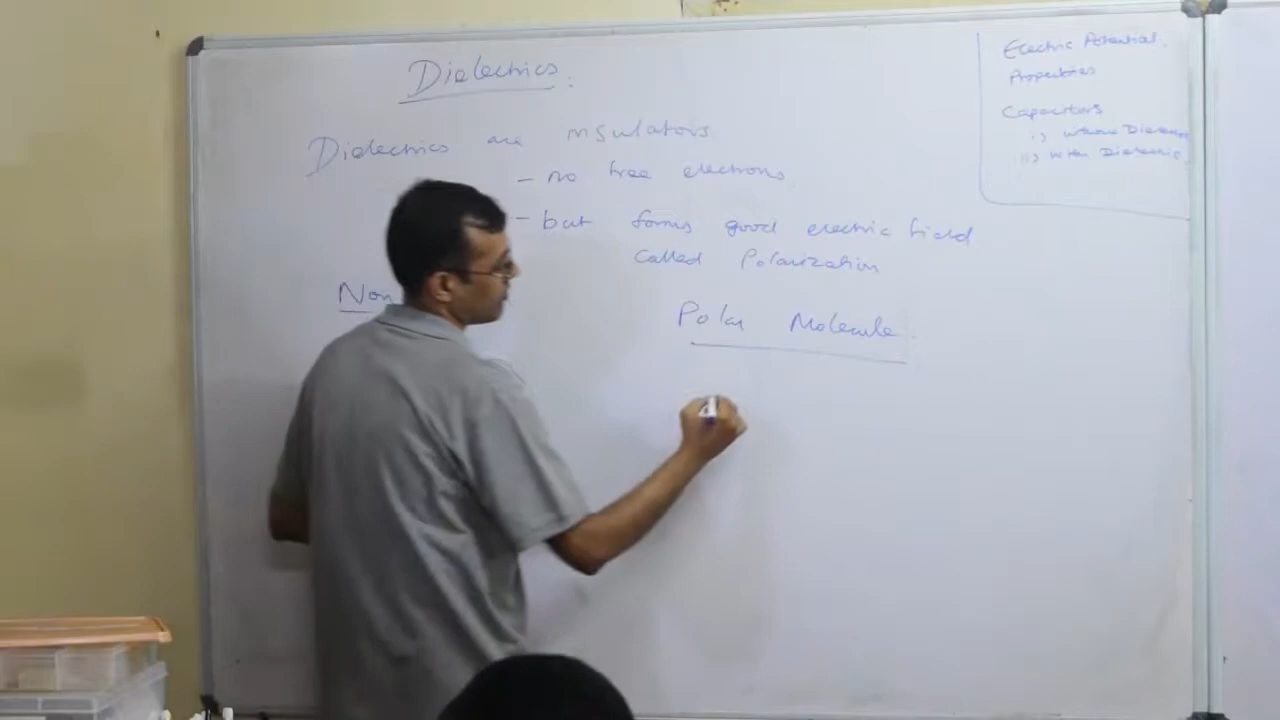 Dielectrics.
Dielectrics are insulators
- no free electrons
- but forms good electric field
called Polarization
Non
Polar Molecule.
Electric Potential,
Properties
Capacitors
i) without
ii) with Dielectric